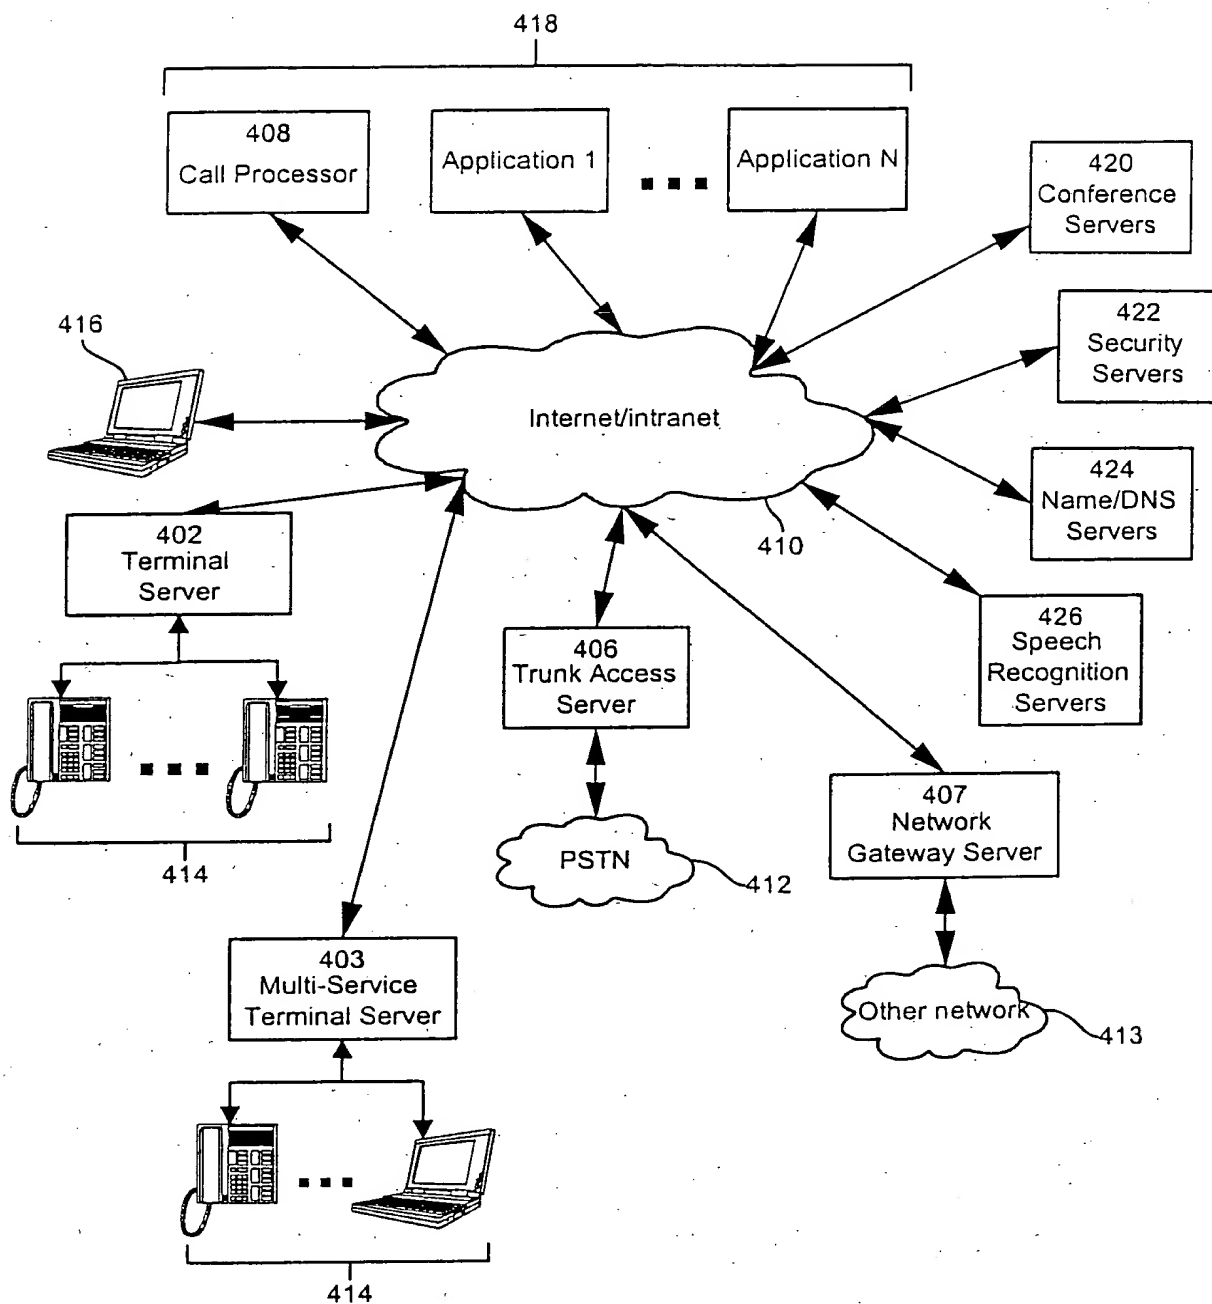 418
408
Call Processor
Application 1
Application N
420
Conference
Servers
416
422
Security
Servers
Internet/intranet
424
Name/DNS
Servers
410
402
Terminal
Server
426
Speech
Recognition
Servers
406
Trunk Access
Server
407
Network
Gateway Server
PSTN
412
414
403
Multi-Service
Terminal Server
Other network
413
414